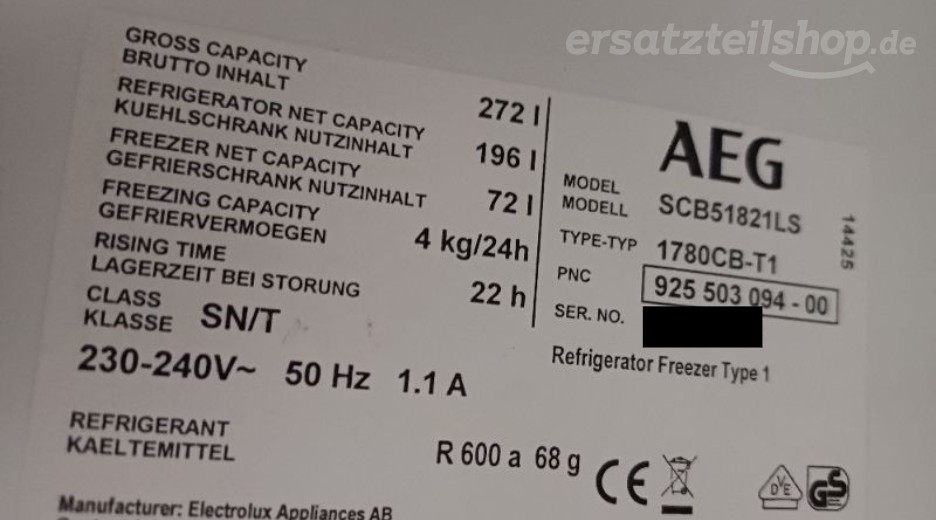 ersatzteilshop.de
GROSS CAPACITY
BRUTTO INHALT
272 l
REFRIGERATOR NET CAPACITY
KUEHLSCHRANK NUTZINHALT
196 l
FREEZER NET CAPACITY
GEFRIERSCHRANK NUTZINHALT
72 l
FREEZING CAPACITY
GEFRIERVERMOEGEN
4 kg/24h
RISING TIME
LAGERZEIT BEI STORUNG
22 h
CLASS
KLASSE
SN/T
230-240V~ 50 Hz 1.1 A
REFRIGERANT
KAELTEMITTEL
R 600 a 68 g
Manufacturer: Electrolux Appliances AB
AEG
MODEL
MODELL
SCB51821LS
TYPE-TYP 1780CB-T1
PNC 925 503 094 - 00
SER. NO.
Refrigerator Freezer Type 1
14425
CE
DVE
GS